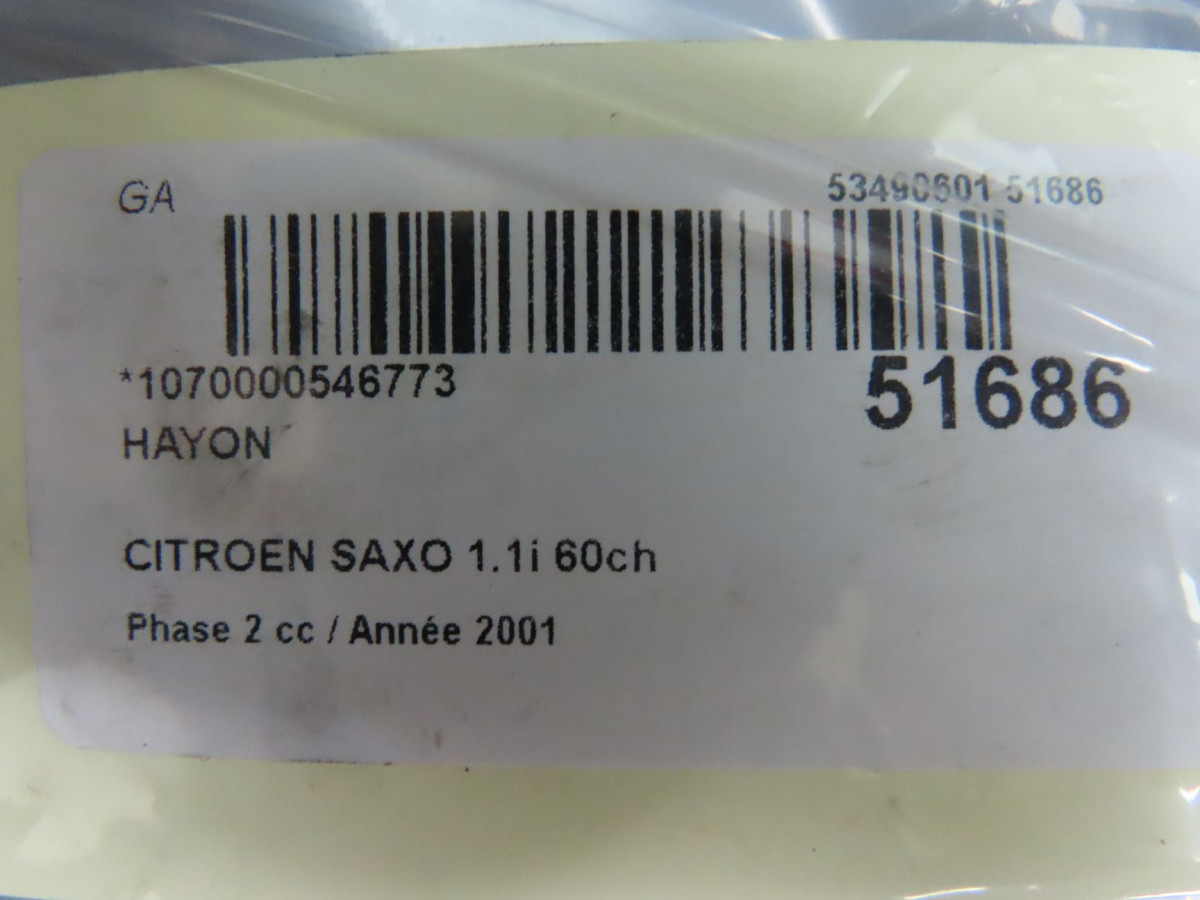 GA
53490601 51686
*1070000546773
51686
HAYON
CITROEN SAXO 1.1i 60ch
Phase 2 cc / Année 2001